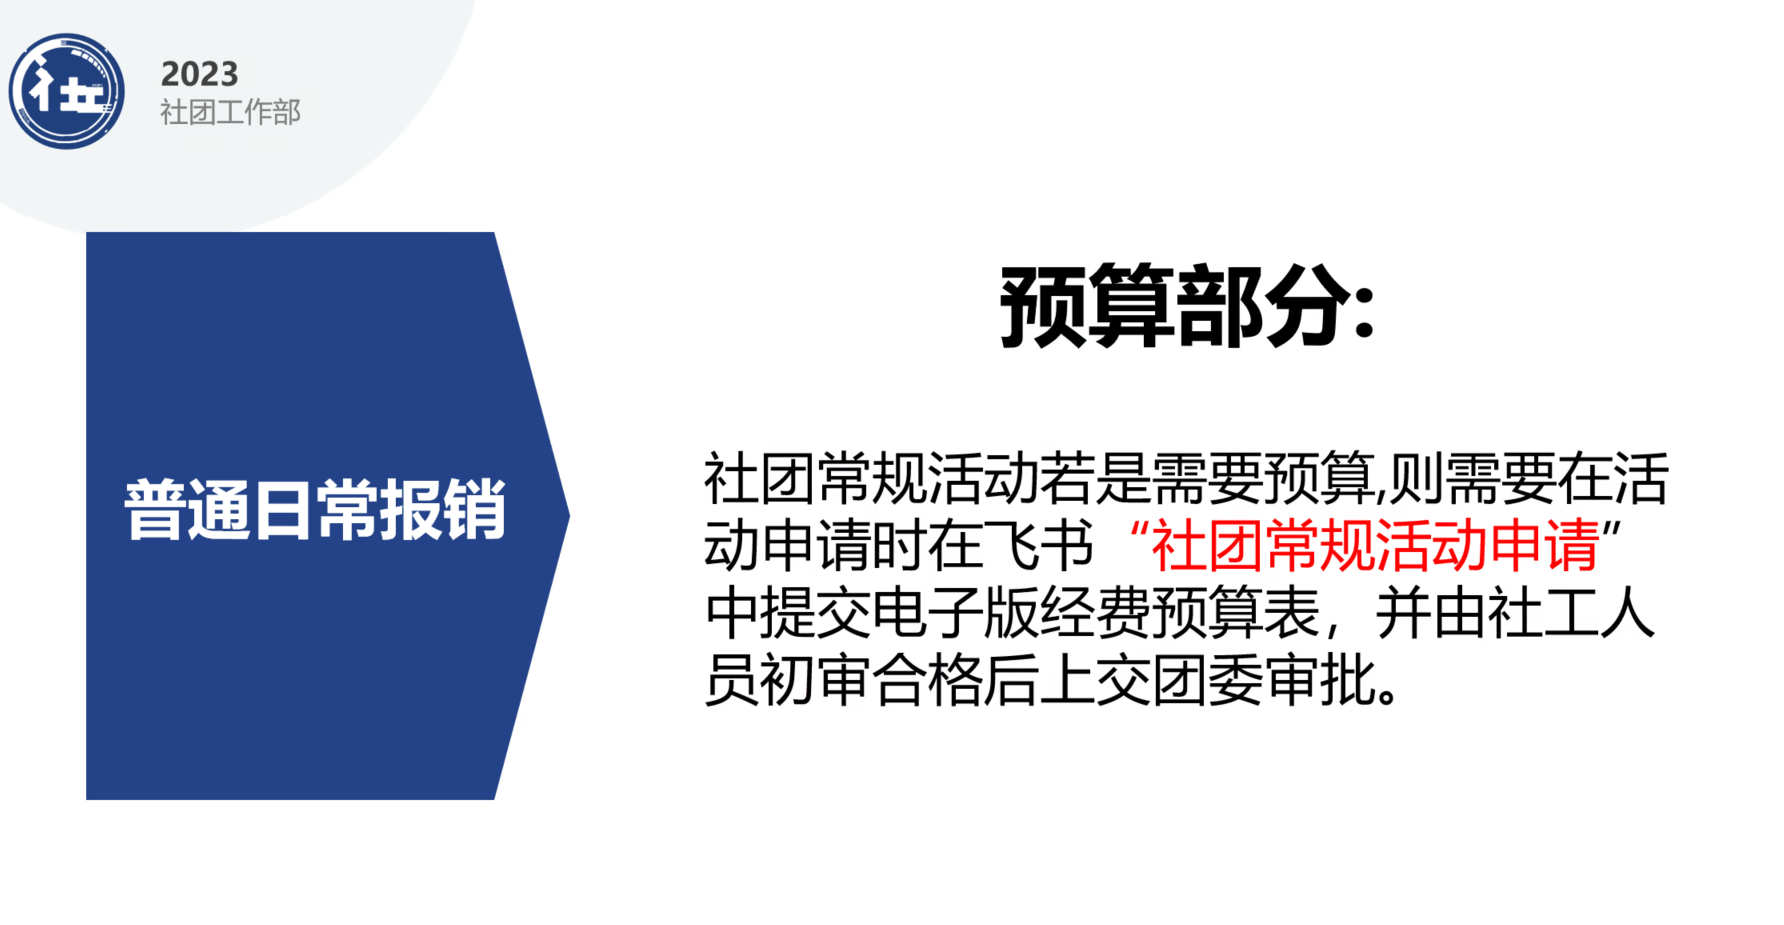 社
2023
社团工作部
普通日常报销
预算部分:
社团常规活动若是需要预算,则需要在活
动申请时在飞书“社团常规活动申请”
中提交电子版经费预算表，并由社工人
员初审合格后上交团委审批。